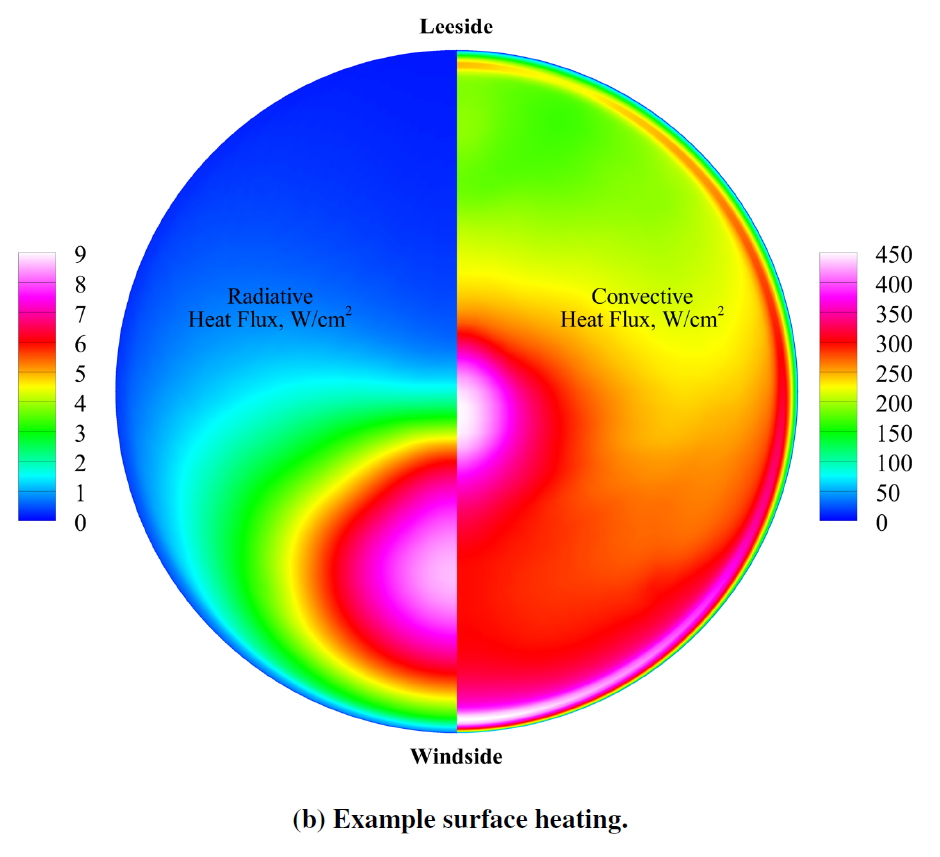 Leeside
9
8
7
6
5
4
3
2
1
0
Radiative
Heat Flux, W/cm²
Convective
Heat Flux, W/cm²
450
400
350
300
250
200
150
100
50
0
Windside
(b) Example surface heating.